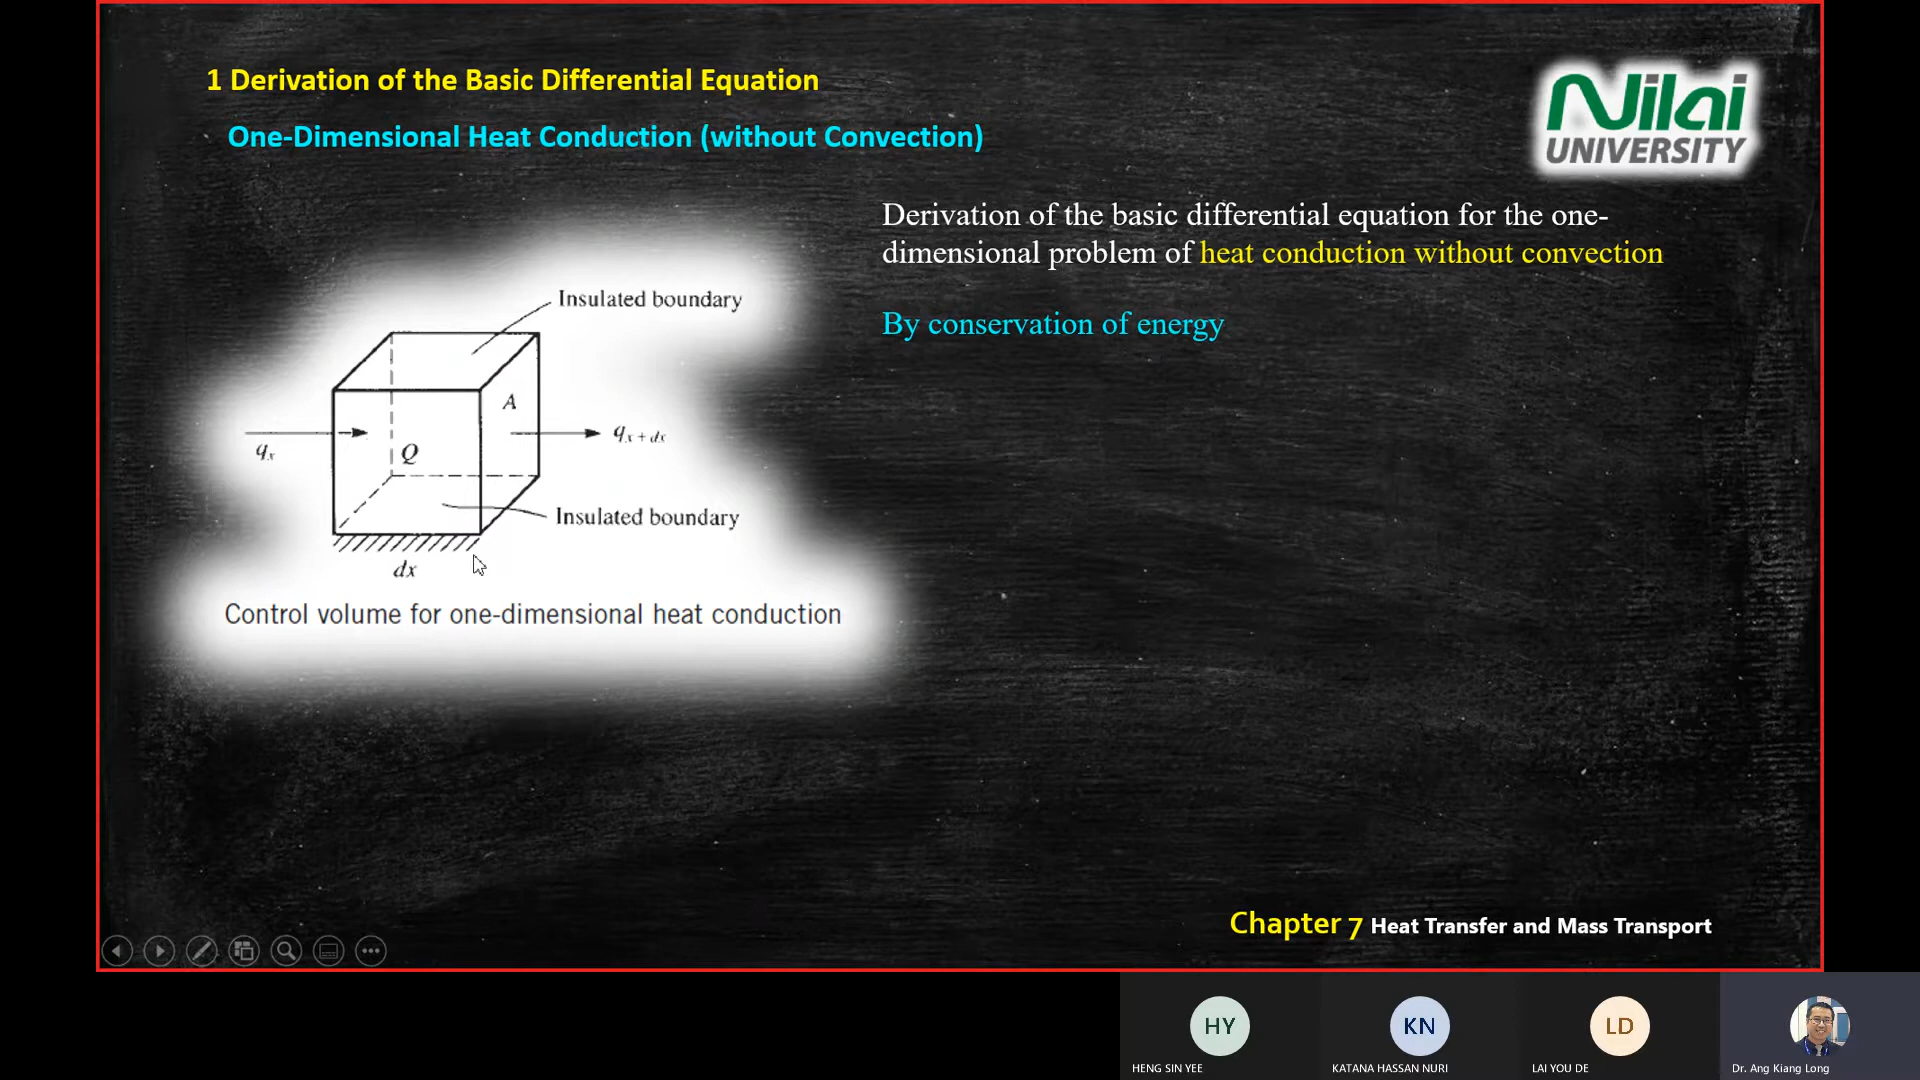 1 Derivation of the Basic Differential Equation
One-Dimensional Heat Conduction (without Convection)
Nilai
UNIVERSITY
Derivation of the basic differential equation for the one-
dimensional problem of heat conduction without convection
By conservation of energy
Insulated boundary
A
qx
Q
qx + dx
Insulated boundary
dx
Control volume for one-dimensional heat conduction
Chapter 7 Heat Transfer and Mass Transport
HY
KN
LD
HENG SIN YEE
KATANA HASSAN NURI
LAI YOU DE
Dr. Ang Kiang Long